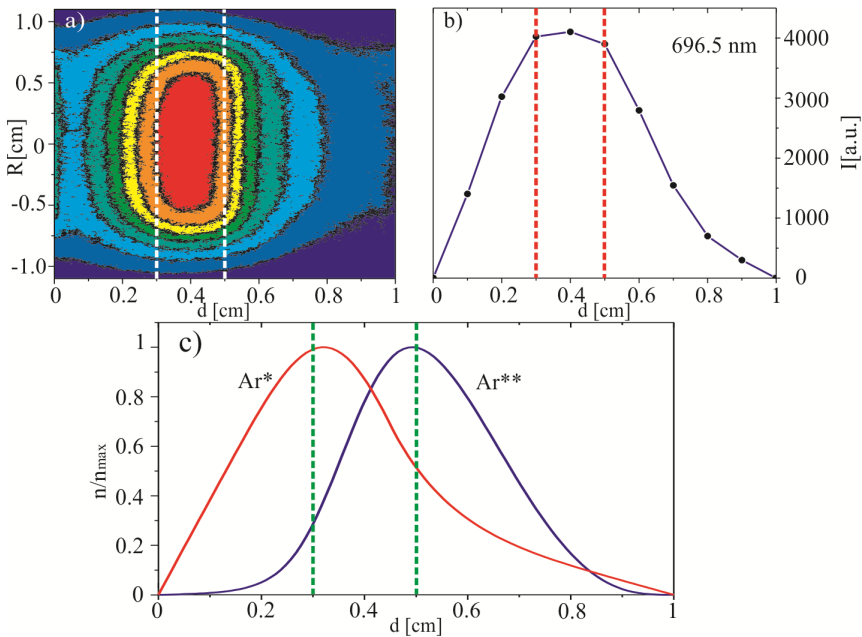 a)
R[cm]
1.0
0.5
0
-0.5
-1.0
0 0.2 0.4 0.6 0.8 1
d [cm]
b)
696.5 nm
4000
3000
2000
1000
0
I[a.u.]
0.0 0.2 0.4 0.6 0.8 1.0
d [cm]
c)
Ar*
Ar**
n/nmax
1
0.8
0.6
0.4
0.2
0
0 0.2 0.4 0.6 0.8 1
d [cm]